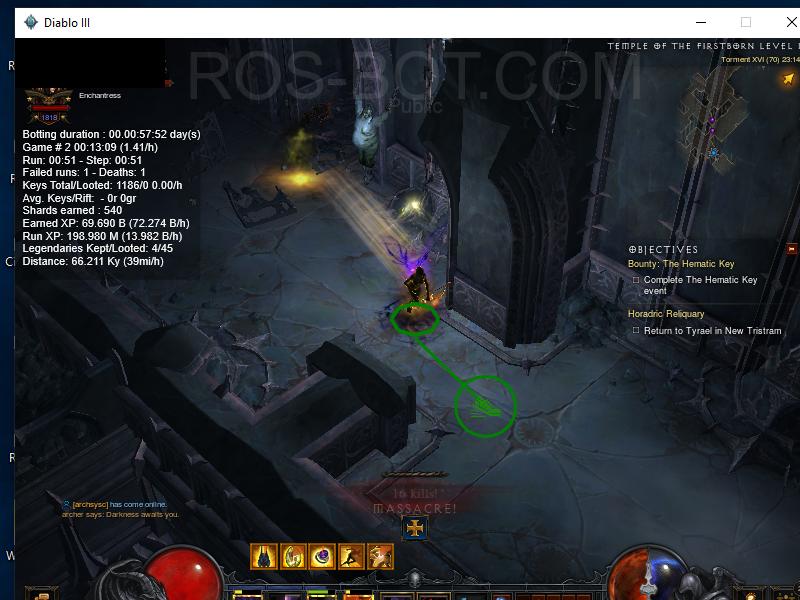 Diablo III
TEMPLE OF THE FIRSTBORN LEVEL
Torment XVI (70) 23:14
ROS-BOT.COM
Public
Enchantress
1818
Botting duration : 00.00:57:52 day(s)
Game # 2 00:13:09 (1.41/h)
Run: 00:51 - Step: 00:51
Failed runs: 1 - Deaths: 1
Keys Total/Looted: 1186/0 0.00/h
Avg. Keys/Rift: - 0r 0gr
Shards earned : 540
Earned XP: 69.690 B (72.274 B/h)
Run XP: 198.980 M (13.982 B/h)
Legendaries Kept/Looted: 4/45
Distance: 66.211 Ky (39mi/h)
OBJECTIVES
Bounty: The Hematic Key
Complete The Hematic Key
event
Horadric Reliquary
Return to Tyrael in New Tristram
16 Kills!
MASSACRE!
[archsysc] has come online.
archer says: Darkness awaits you.